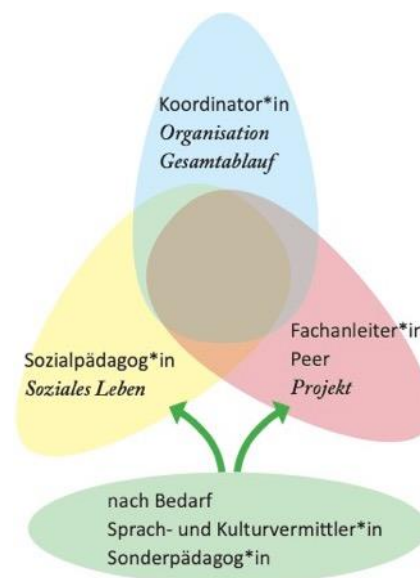 Koordinator*in
Organisation
Gesamtablauf
Sozialpädagog*in
Soziales Leben
Fachanleiter*in
Peer
Projekt
nach Bedarf
Sprach- und Kulturvermittler*in
Sonderpädagog*in